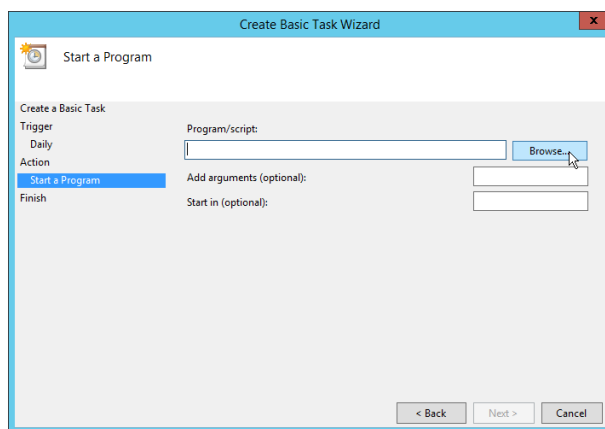 Create Basic Task Wizard
x
Start a Program
Create a Basic Task
Trigger
Daily
Action
Start a Program
Finish
Program/script:
Browse...
Add arguments (optional):
Start in (optional):
< Back
Next >
Cancel